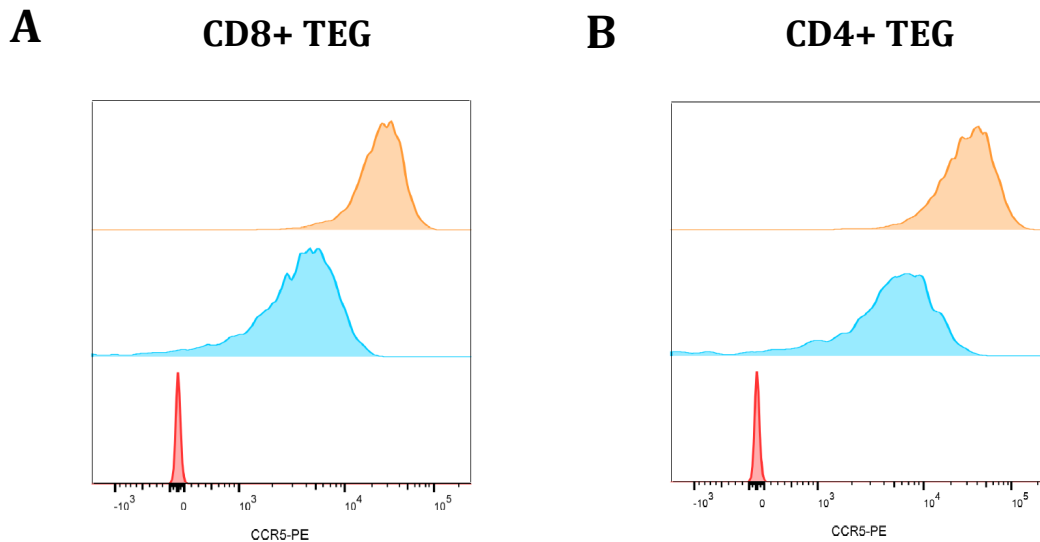 A
CD8+ TEG
-10³ 0 10³ 10⁴ 10⁵
CCR5-PE
B
CD4+ TEG
-10³ 0 10³ 10⁴ 10⁵
CCR5-PE